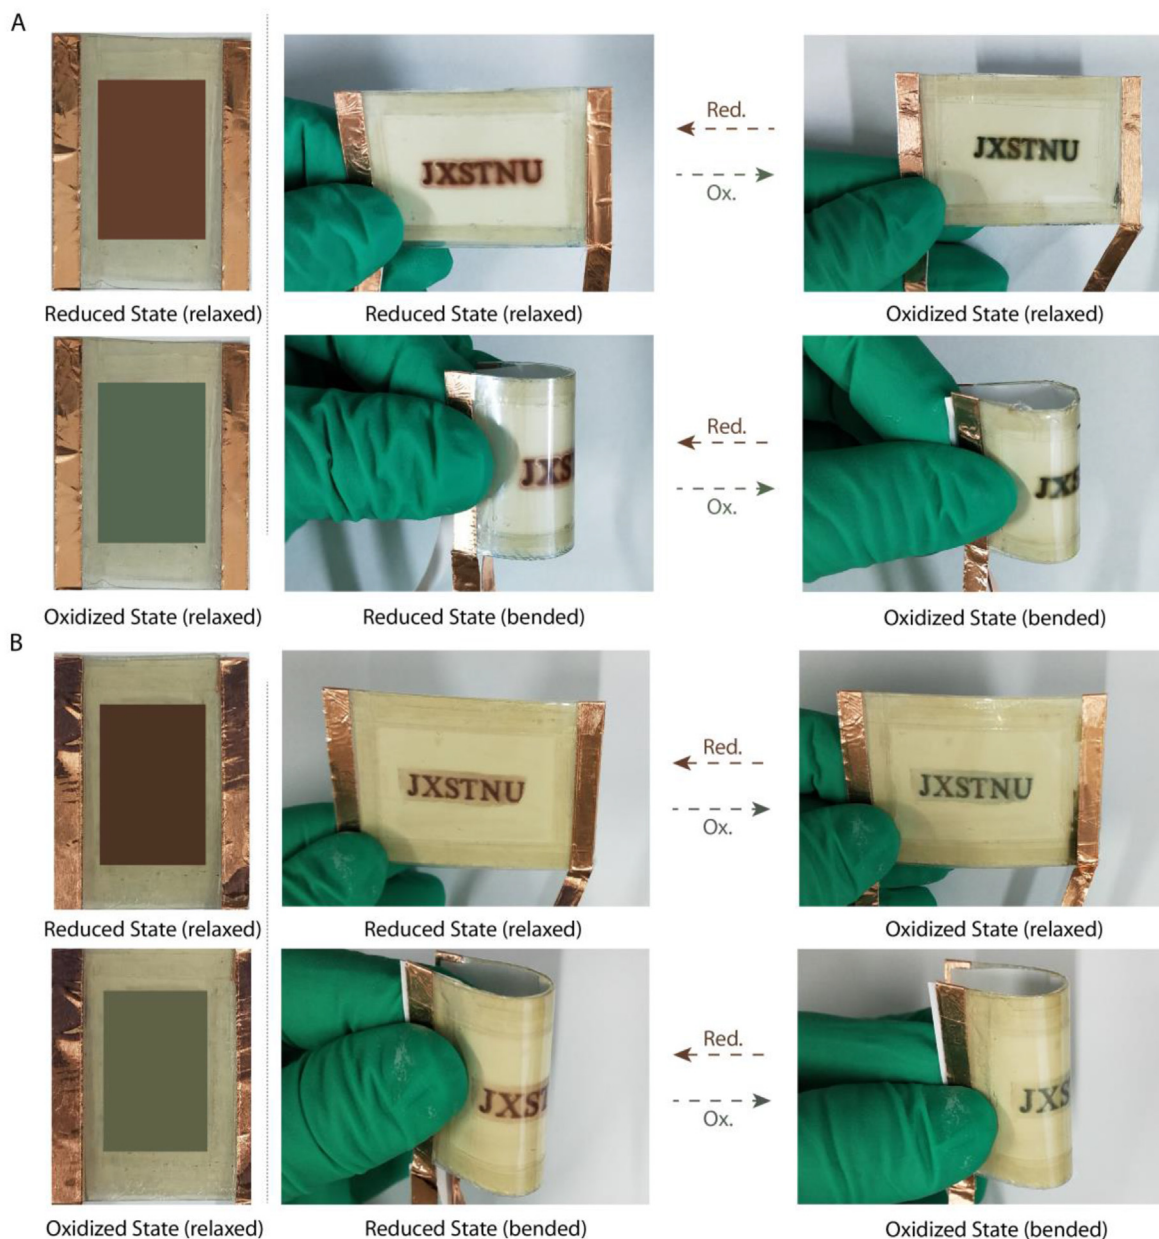 A
JXSTNU
Red.
Ox.
JXSTNU
Reduced State (relaxed)
Reduced State (relaxed)
Oxidized State (relaxed)
JXS
Red.
Ox.
JXS
Oxidized State (relaxed)
Reduced State (bended)
Oxidized State (bended)
B
JXSTNU
Red.
Ox.
JXSTNU
Reduced State (relaxed)
Reduced State (relaxed)
Oxidized State (relaxed)
JXST
Red.
Ox.
JXS
Oxidized State (relaxed)
Reduced State (bended)
Oxidized State (bended)